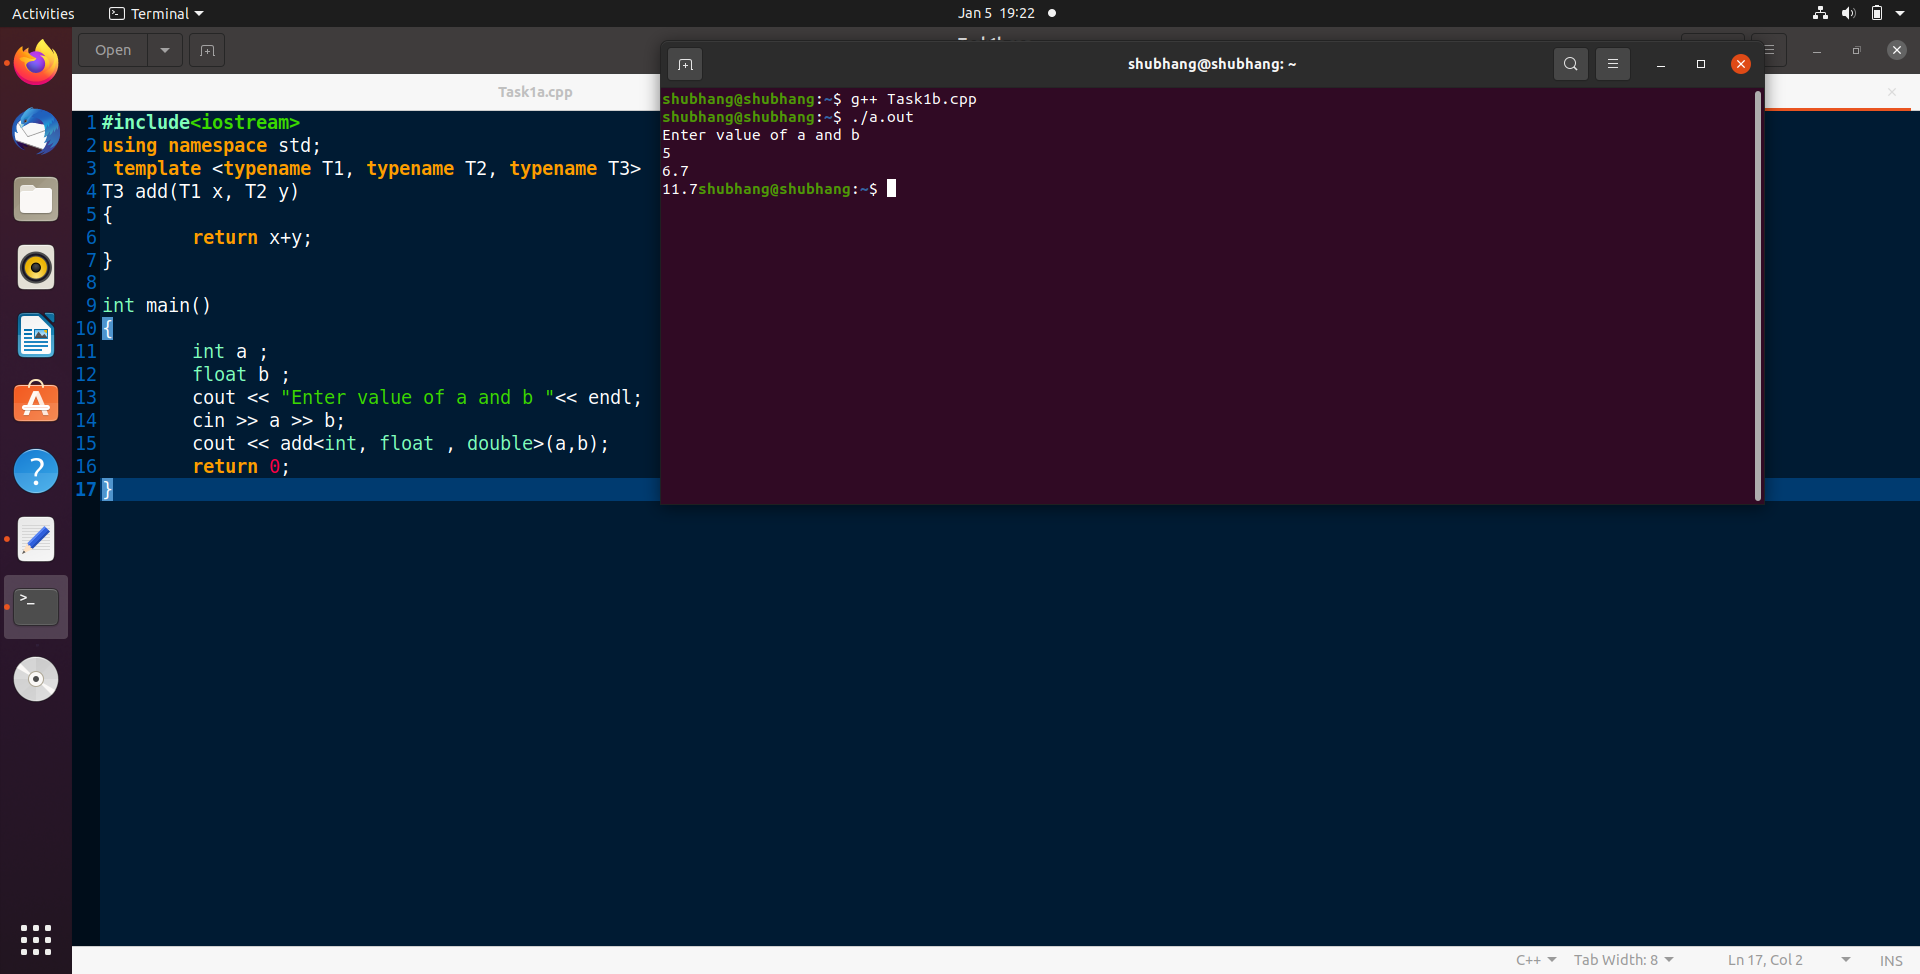 Activities
Terminal
Jan 5 19:22
Open
shubhang@shubhang: ~
Task1a.cpp
1 #include<iostream>
2 using namespace std;
3 template <typename T1, typename T2, typename T3>
4 T3 add(T1 x, T2 y)
5 {
6 return x+y;
7 }
8
9 int main()
10 {
11 int a ;
12 float b ;
13 cout << "Enter value of a and b "<< endl;
14 cin >> a >> b;
15 cout << add<int, float , double>(a,b);
16 return 0;
17 }
shubhang@shubhang:~$ g++ Task1b.cpp
shubhang@shubhang:~$ ./a.out
Enter value of a and b
5
6.7
11.7shubhang@shubhang:~$
C++
Tab Width: 8
Ln 17, Col 2
INS